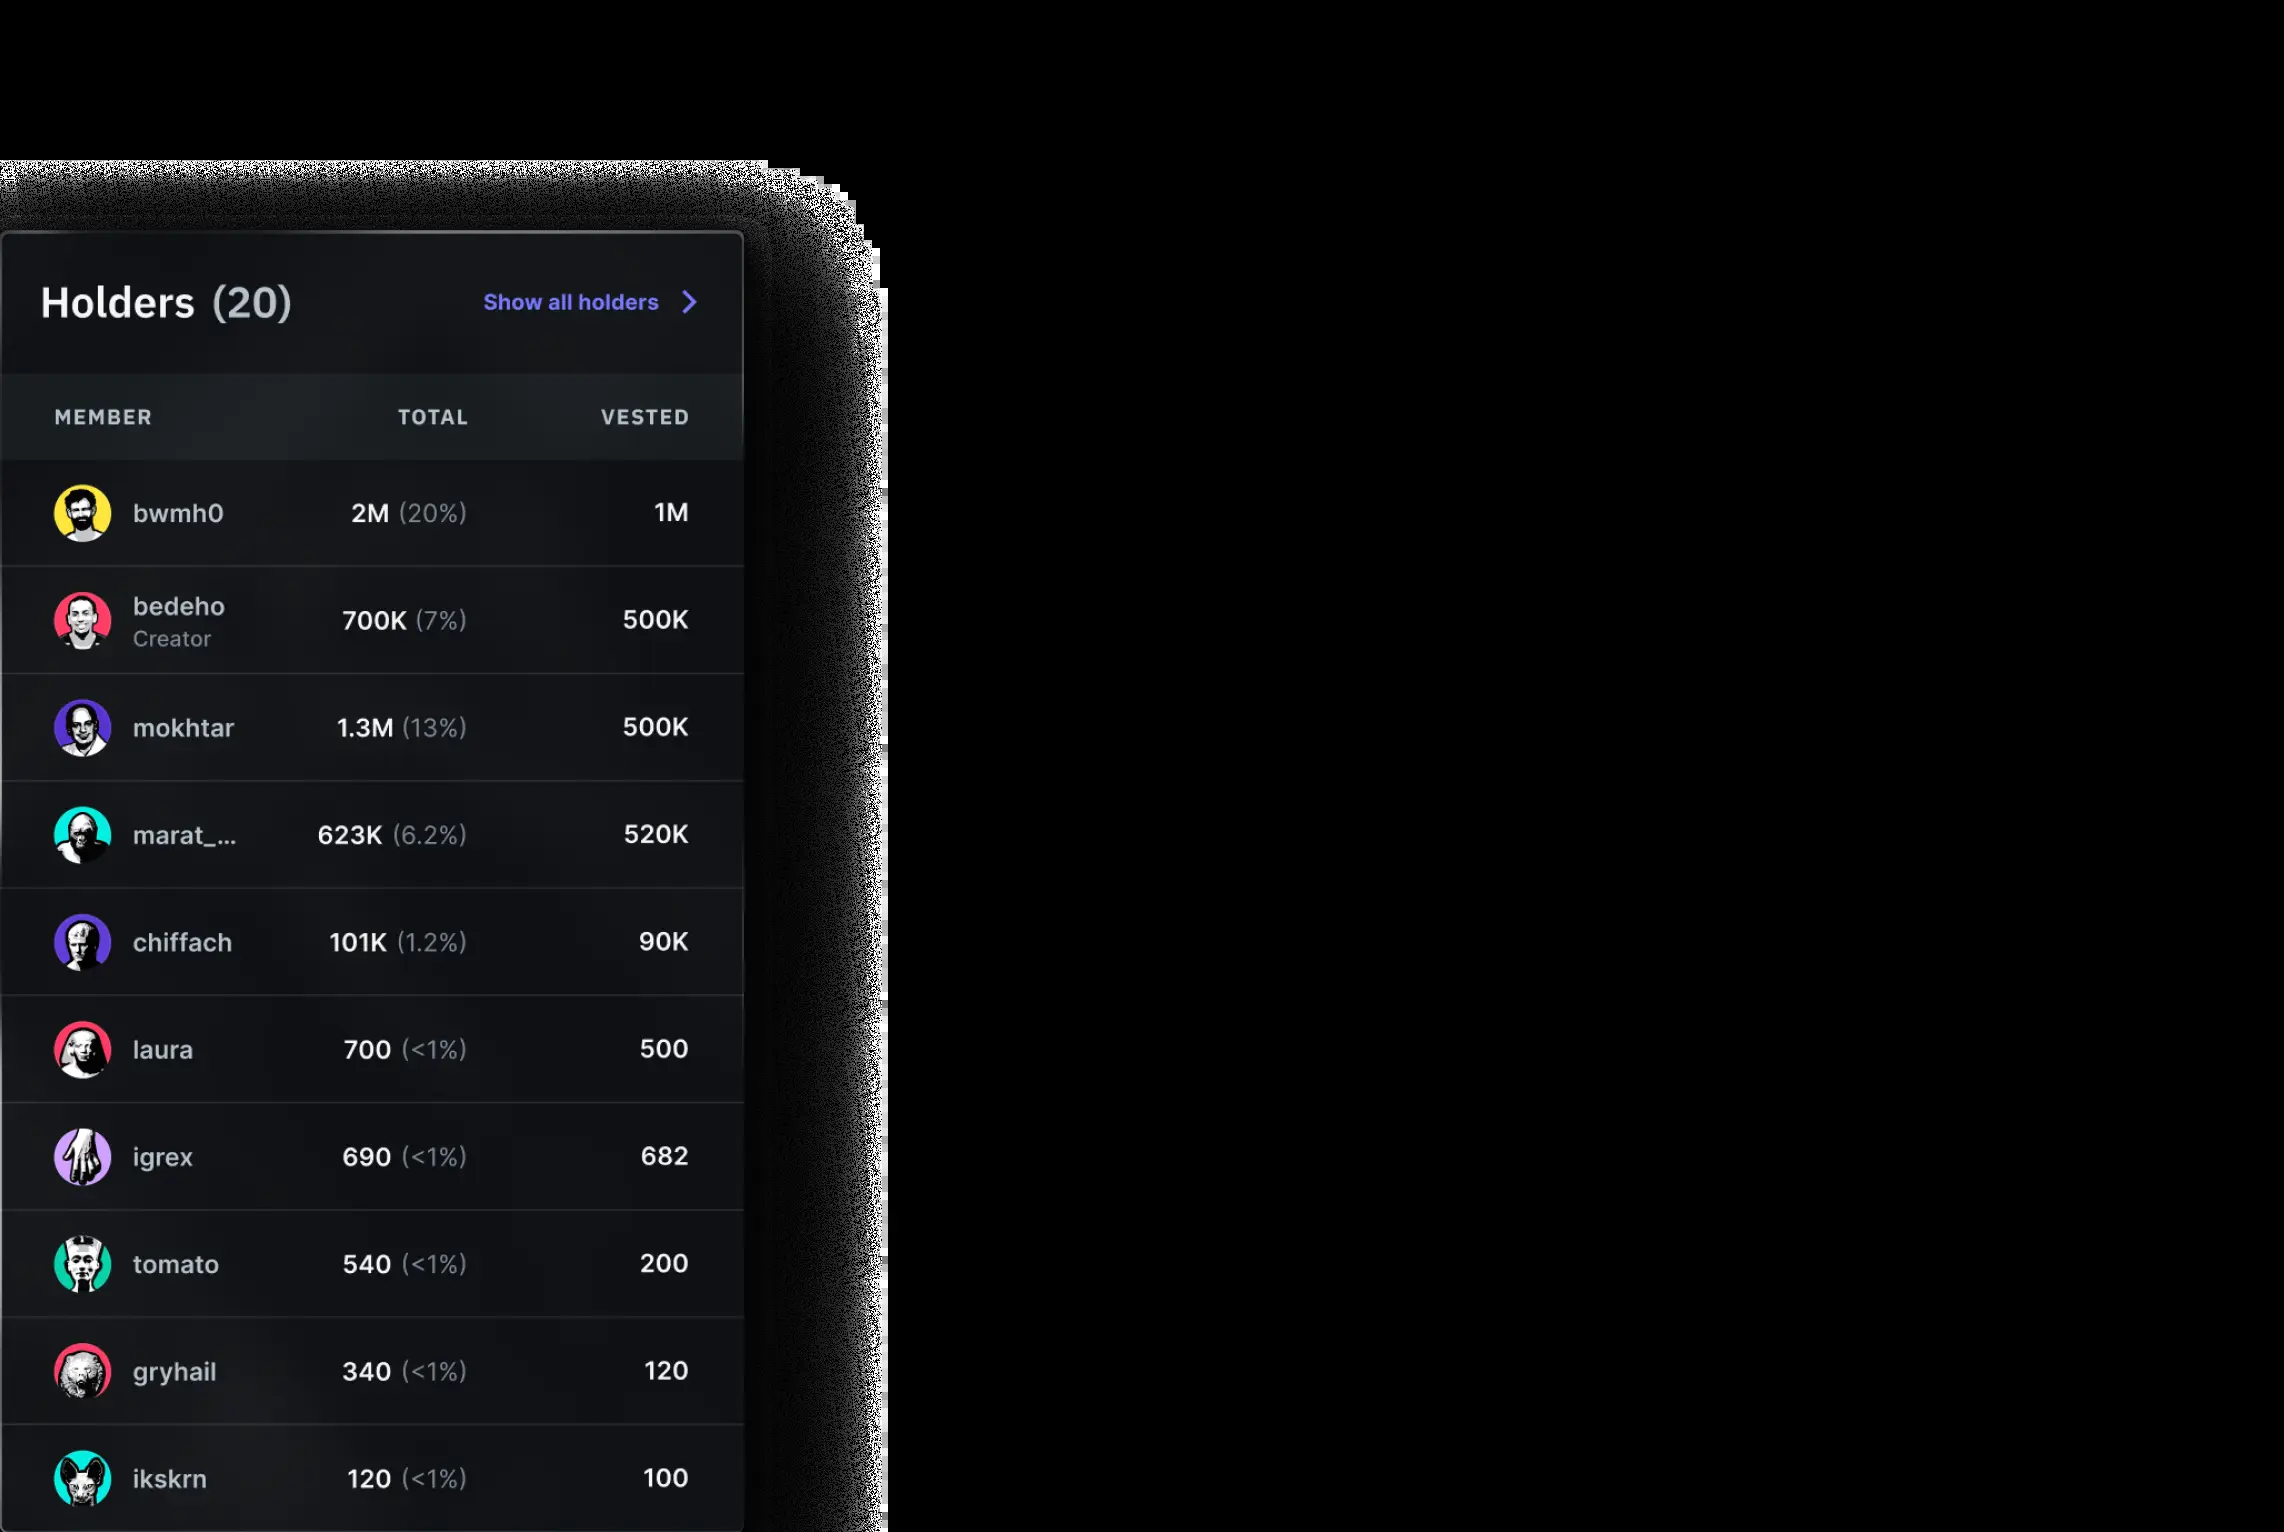 Holders (20) Show all holders
MEMBER TOTAL VESTED
bwmh0 2M (20%) 1M
bedeho 700K (7%) 500K
Creator
mokhtar 1.3M (13%) 500K
marat_... 623K (6.2%) 520K
chiffach 101K (1.2%) 90K
laura 700 (<1%) 500
igrex 690 (<1%) 682
tomato 540 (<1%) 200
gryhail 340 (<1%) 120
ikskrn 120 (<1%) 100